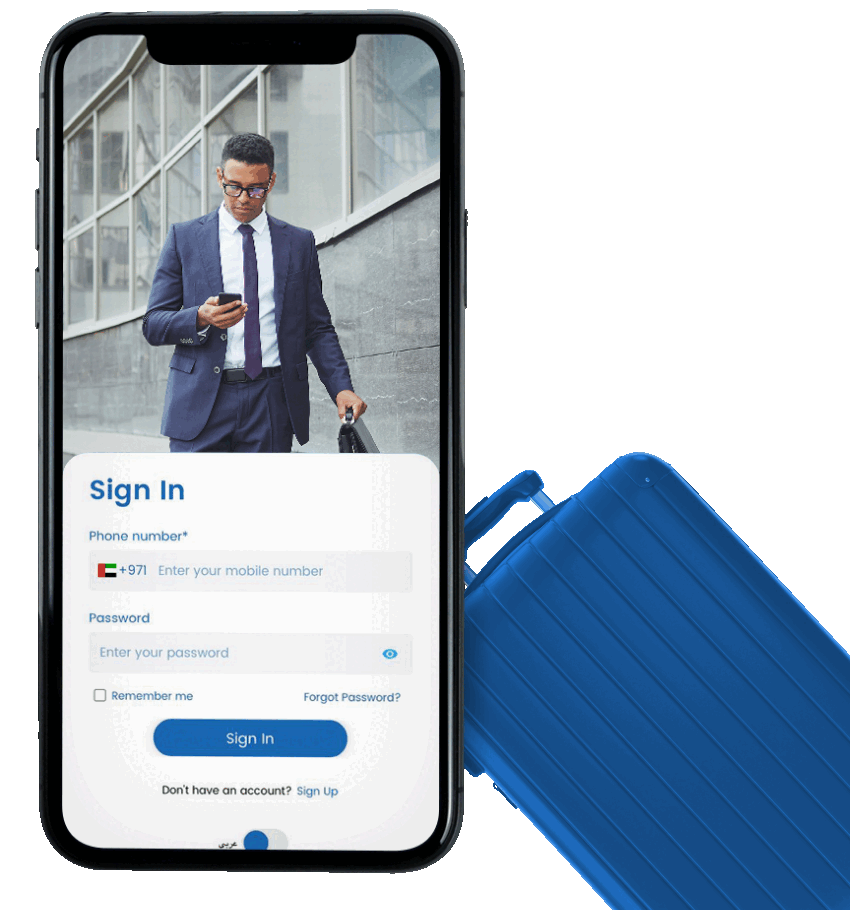 Sign In
Phone number*
+971 Enter your mobile number
Password
Enter your password
Remember me Forgot Password?
Sign In
Don't have an account? Sign Up
عربي